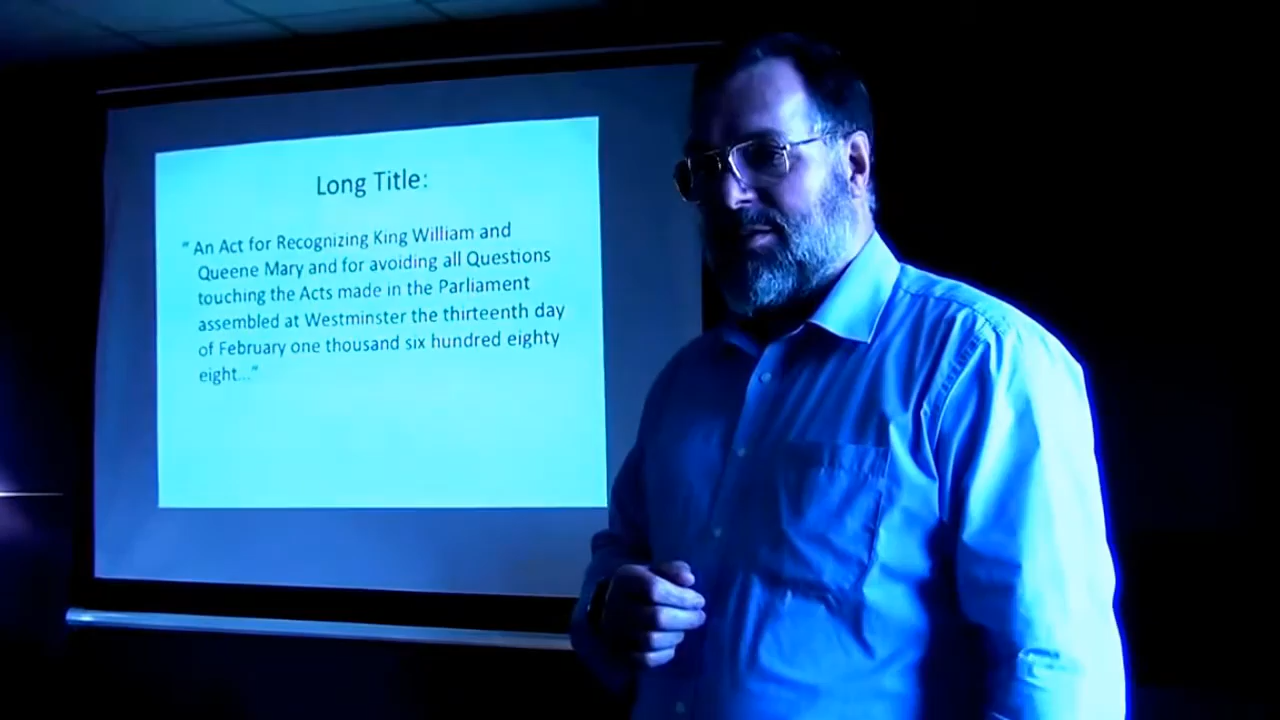 Long Title:
“ An Act for Recognizing King William and
Queene Mary and for avoiding all Questions
touching the Acts made in the Parliament
assembled at Westminster the thirteenth day
of February one thousand six hundred eighty
eight...”